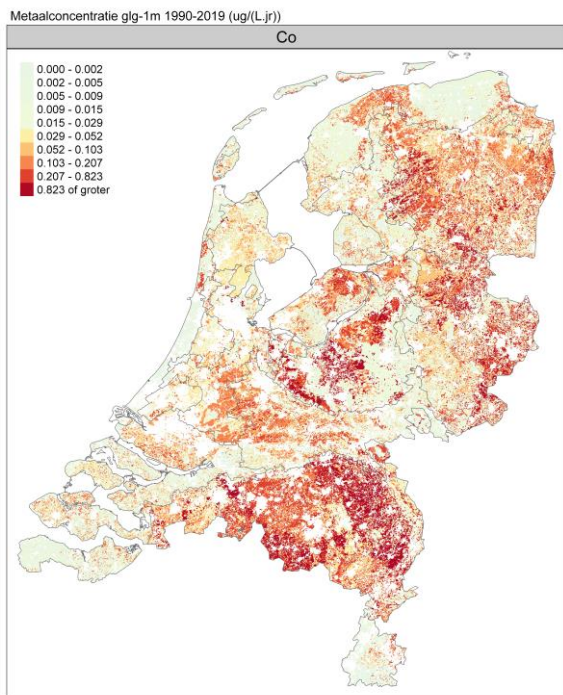 Metaalconcentratie glg-1m 1990-2019 (ug/(L.jr))
Co
0.000 - 0.002
0.002 - 0.005
0.005 - 0.009
0.009 - 0.015
0.015 - 0.029
0.029 - 0.052
0.052 - 0.103
0.103 - 0.207
0.207 - 0.823
0.823 of groter